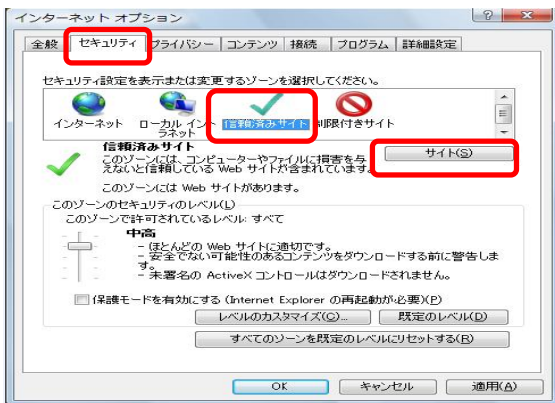 インターネット オプション
全般 セキュリティ プライバシー コンテンツ 接続 プログラム 詳細設定
セキュリティ設定を表示または変更するゾーンを選択してください。
インターネット ローカル イントラネット 信頼済みサイト 制限付きサイト
信頼済みサイト
サイト(S)
このゾーンには、コンピューターやファイルに損害を与
えないと信頼している Web サイトが含まれています。
このゾーンには Web サイトがあります。
このゾーンのセキュリティのレベル(L)
このゾーンで許可されているレベル: すべて
中高
- ほとんどの Web サイトに適切です。
- 安全でない可能性のあるコンテンツをダウンロードする前に警告しま
す。
- 未署名の ActiveX コントロールはダウンロードされません。
保護モードを有効にする (Internet Explorer の再起動が必要)(P)
レベルのカスタマイズ(C)... 既定のレベル(D)
すべてのゾーンを既定のレベルにリセットする(R)
OK キャンセル 適用(A)